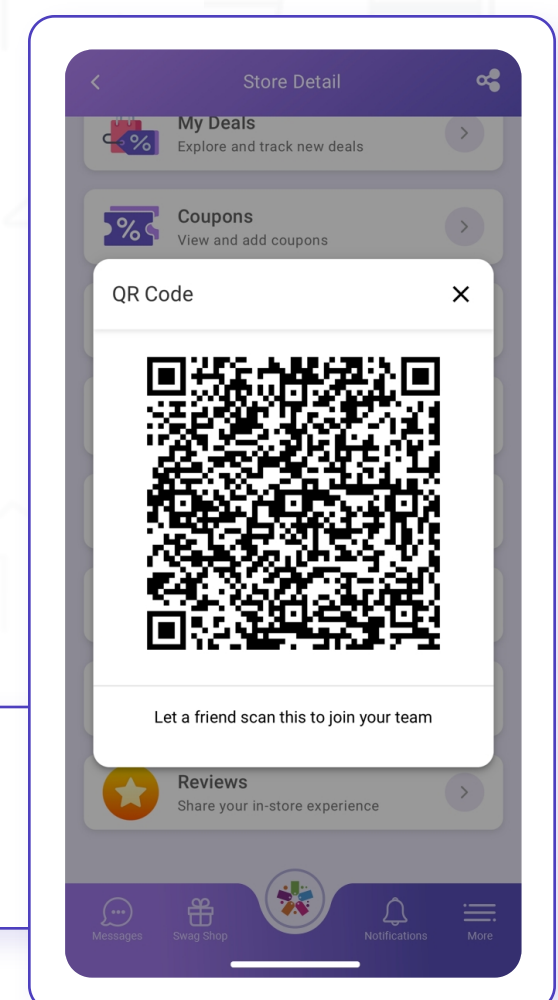 Store Detail
My Deals
Explore and track new deals
Coupons
View and add coupons
QR Code
Let a friend scan this to join your team
Reviews
Share your in-store experience
Messages
Swag Shop
Notifications
More